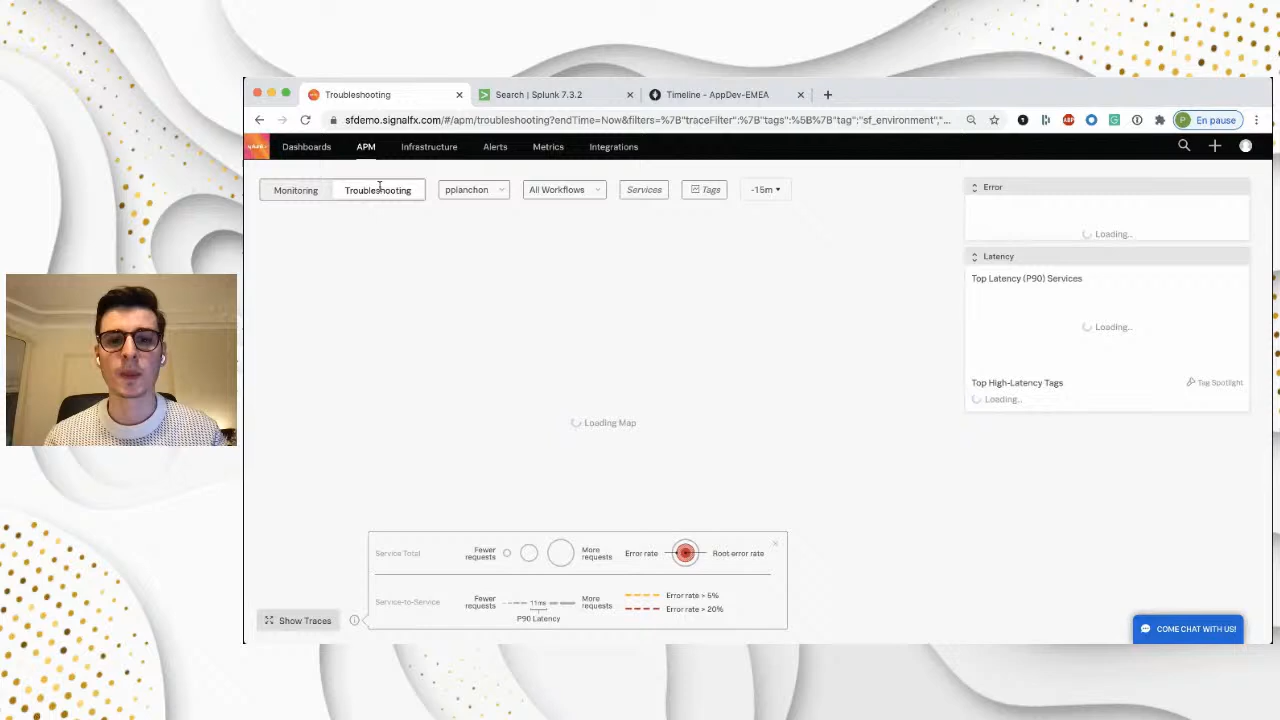 Troubleshooting
Search | Splunk 7.3.2
Timeline - AppDev-EMEA
sfdemo.signalfx.com/#/apm/troubleshooting?endTime=Now&filters=%7B"traceFilter":%7B"tags":%5B%7B"tag":"sf_environment","...
En pause
Dashboards
APM
Infrastructure
Alerts
Metrics
Integrations
Monitoring
Troubleshooting
pplanchon
All Workflows
Services
Tags
-15m
Error
Loading..
Latency
Top Latency (P90) Services
Loading..
Top High-Latency Tags
Tag Spotlight
Loading..
Loading Map
Service Total
Fewer
requests
More
requests
Error rate
Root error rate
Service-to-Service
Fewer
requests
11ms
P90 Latency
More
requests
Error rate > 5%
Error rate > 20%
Show Traces
COME CHAT WITH US!